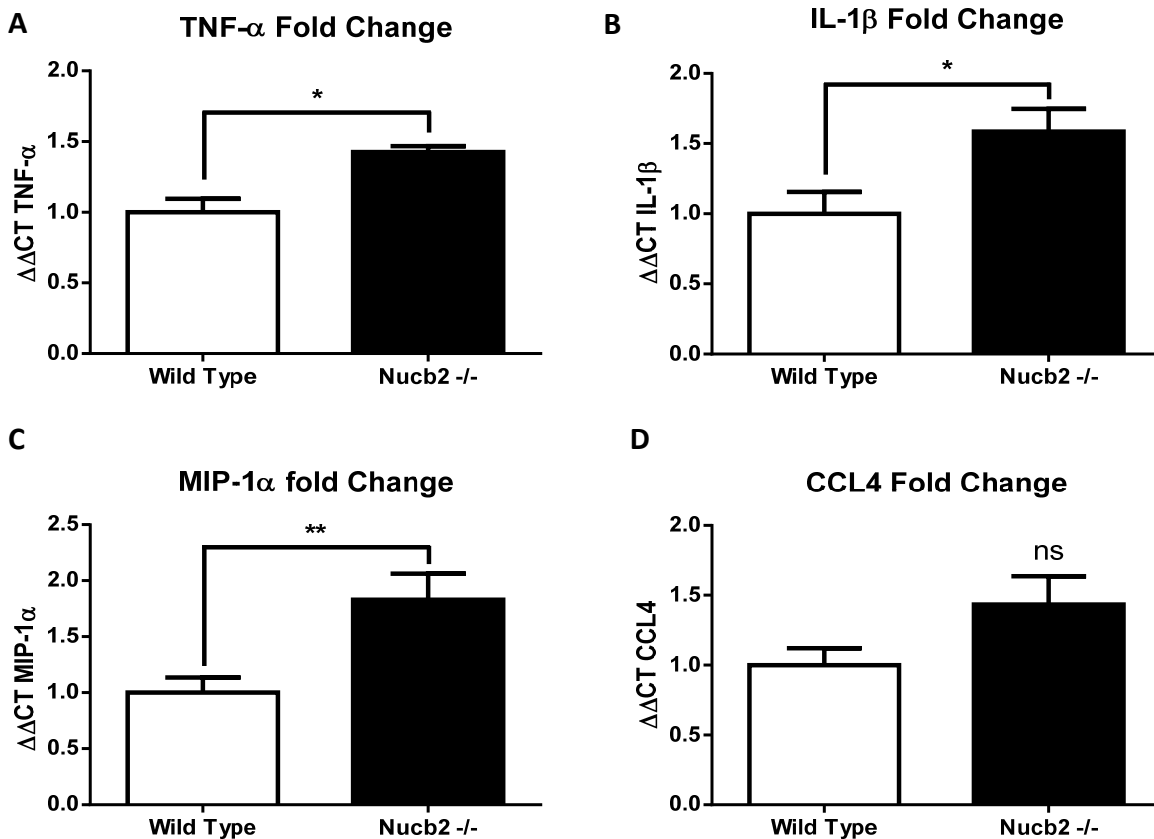 A
TNF-α Fold Change
ΔΔCT TNF-α
2.0
1.5
1.0
0.5
0.0
*
Wild Type
Nucb2 -/-
B
IL-1β Fold Change
ΔΔCT IL-1β
2.0
1.5
1.0
0.5
0.0
*
Wild Type
Nucb2 -/-
C
MIP-1α fold Change
ΔΔCT MIP-1α
2.5
2.0
1.5
1.0
0.5
0.0
**
Wild Type
Nucb2 -/-
D
CCL4 Fold Change
ΔΔCT CCL4
2.0
1.5
1.0
0.5
0.0
ns
Wild Type
Nucb2 -/-